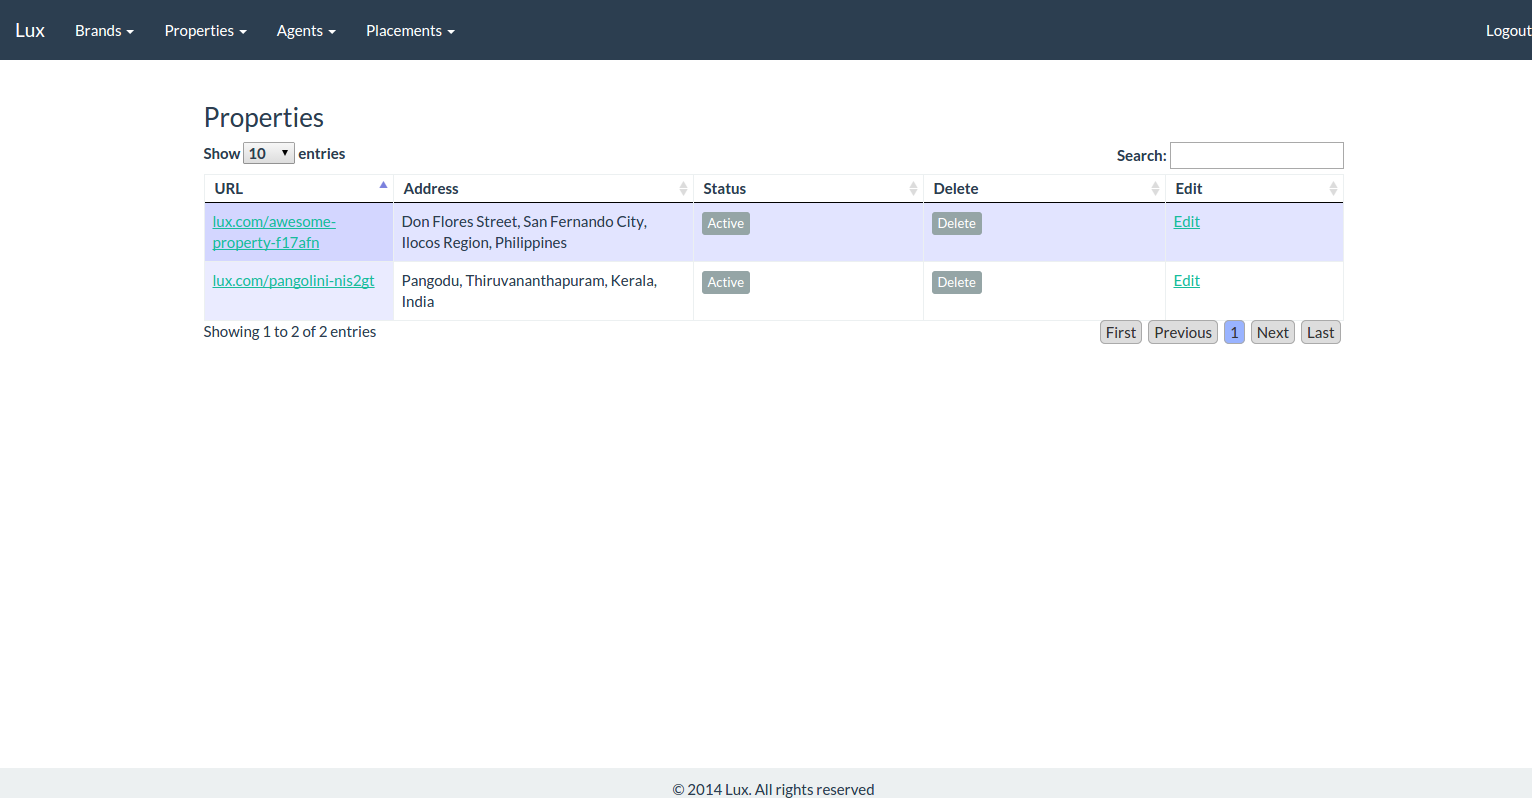 Lux Brands Properties Agents Placements Logout
Properties
Show 10 entries Search:
URL Address Status Delete Edit
lux.com/awesome- Don Flores Street, San Fernando City, Active Delete Edit
property-f17afn Ilocos Region, Philippines
lux.com/pangolini-nis2gt Pangodu, Thiruvananthapuram, Kerala, Active Delete Edit
India
Showing 1 to 2 of 2 entries First Previous 1 Next Last
© 2014 Lux. All rights reserved